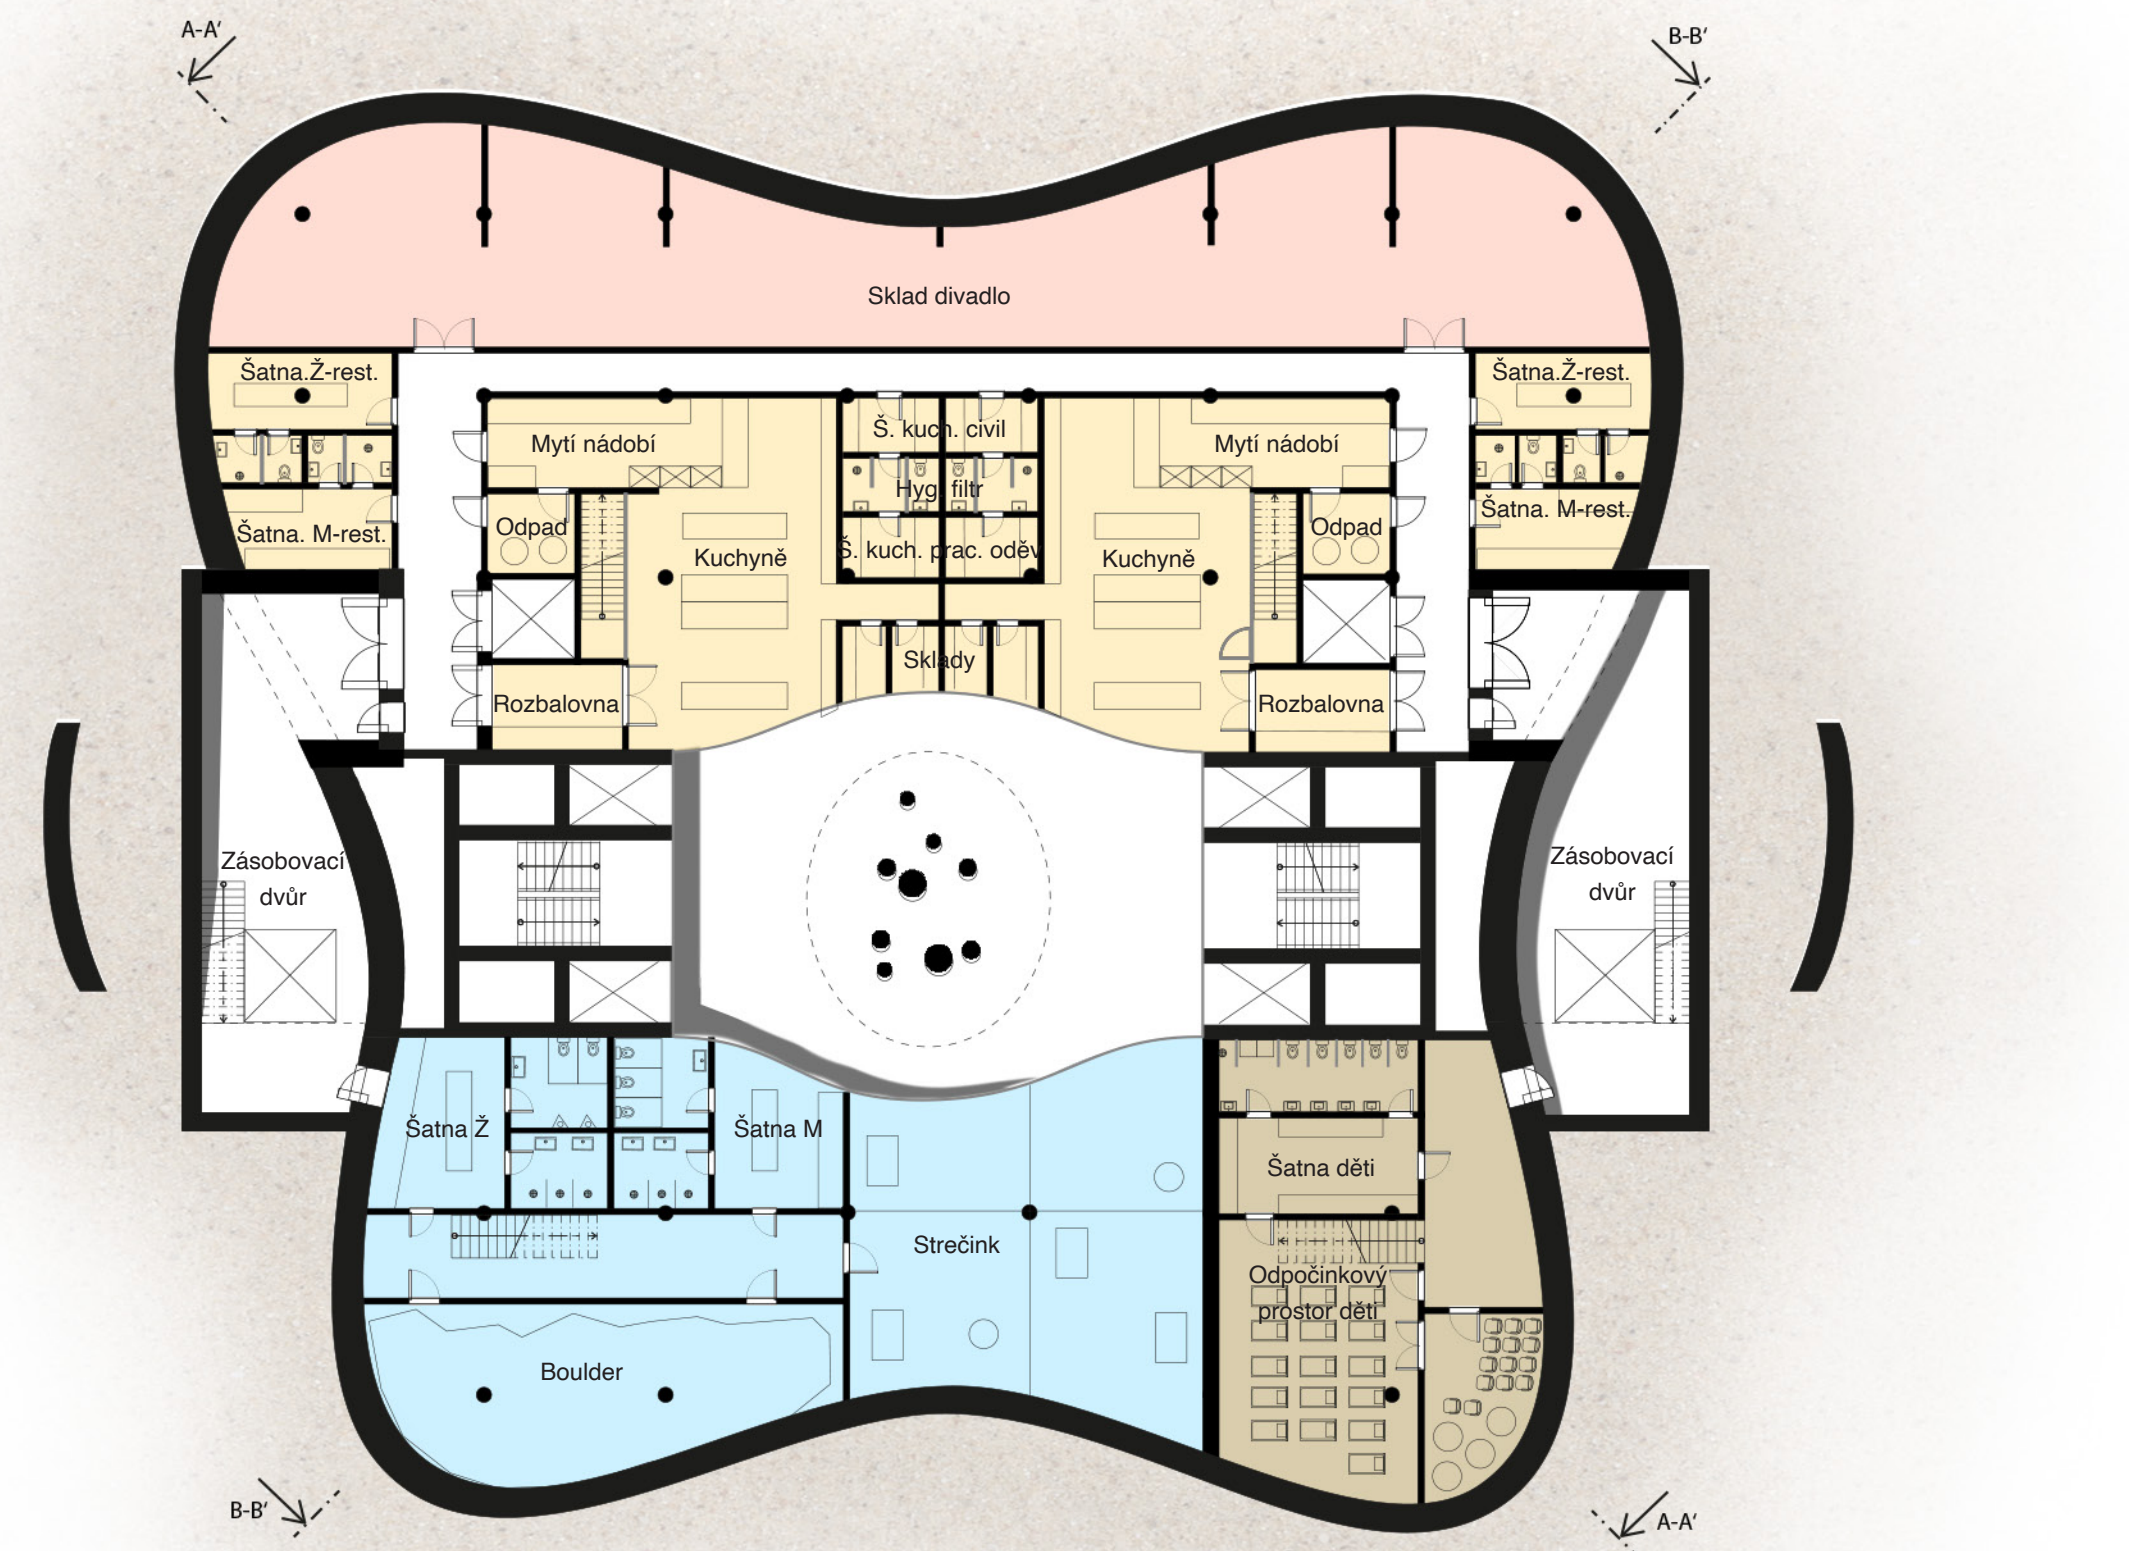 A-A'
B-B'
Sklad divadlo
Šatna.Ž-rest.
Šatna.Ž-rest.
Mytí nádobí
Š. kuch. civil
Mytí nádobí
Hyg. filtr
Šatna. M-rest.
Šatna. M-rest.
Odpad
Kuchyně
Š. kuch. prac. oděv
Kuchyně
Odpad
Sklady
Rozbalovna
Rozbalovna
Zásobovací
dvůr
Zásobovací
dvůr
Šatna Ž
Šatna M
Šatna děti
Strečink
Odpočinkový
prostor děti
Boulder
B-B'
A-A'